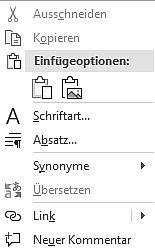 Ausschneiden
Kopieren
Einfügeoptionen:
Schriftart...
Absatz...
Synonyme
Übersetzen
Link
Neuer Kommentar